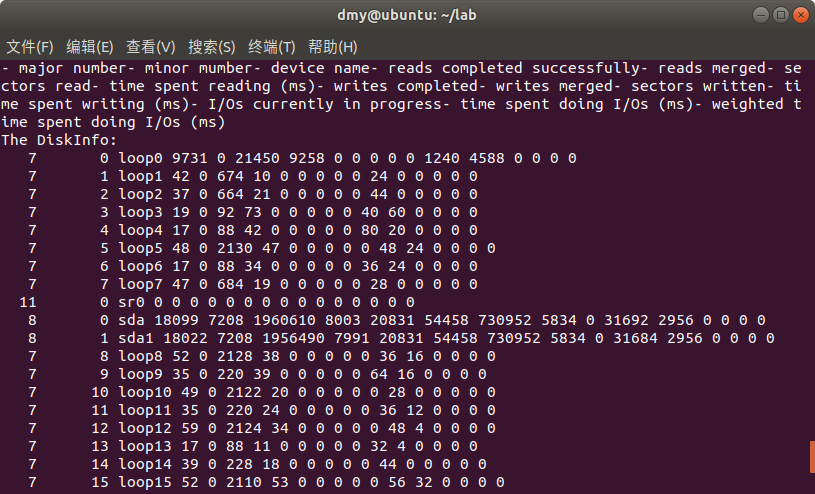 dmy@ubuntu: ~/lab
文件(F) 编辑(E) 查看(V) 搜索(S) 终端(T) 帮助(H)
- major number- minor mumber- device name- reads completed successfully- reads merged- se
ctors read- time spent reading (ms)- writes completed- writes merged- sectors written- ti
me spent writing (ms)- I/Os currently in progress- time spent doing I/Os (ms)- weighted t
ime spent doing I/Os (ms)
The DiskInfo:
7 0 loop0 9731 0 21450 9258 0 0 0 0 0 1240 4588 0 0 0 0
7 1 loop1 42 0 674 10 0 0 0 0 0 24 0 0 0 0 0
7 2 loop2 37 0 664 21 0 0 0 0 0 44 0 0 0 0 0
7 3 loop3 19 0 92 73 0 0 0 0 0 40 60 0 0 0 0
7 4 loop4 17 0 88 42 0 0 0 0 0 80 20 0 0 0 0
7 5 loop5 48 0 2130 47 0 0 0 0 0 48 24 0 0 0 0
7 6 loop6 17 0 88 34 0 0 0 0 0 36 24 0 0 0 0
7 7 loop7 47 0 684 19 0 0 0 0 0 28 0 0 0 0 0
11 0 sr0 0 0 0 0 0 0 0 0 0 0 0 0 0 0 0
8 0 sda 18099 7208 1960610 8003 20831 54458 730952 5834 0 31692 2956 0 0 0 0
8 1 sda1 18022 7208 1956490 7991 20831 54458 730952 5834 0 31684 2956 0 0 0 0
7 8 loop8 52 0 2128 38 0 0 0 0 0 36 16 0 0 0 0
7 9 loop9 35 0 220 39 0 0 0 0 0 64 16 0 0 0 0
7 10 loop10 49 0 2122 20 0 0 0 0 0 28 0 0 0 0 0
7 11 loop11 35 0 220 24 0 0 0 0 0 36 12 0 0 0 0
7 12 loop12 59 0 2124 34 0 0 0 0 0 48 4 0 0 0 0
7 13 loop13 17 0 88 11 0 0 0 0 0 32 4 0 0 0 0
7 14 loop14 39 0 228 18 0 0 0 0 0 44 0 0 0 0 0
7 15 loop15 52 0 2110 53 0 0 0 0 0 56 32 0 0 0 0